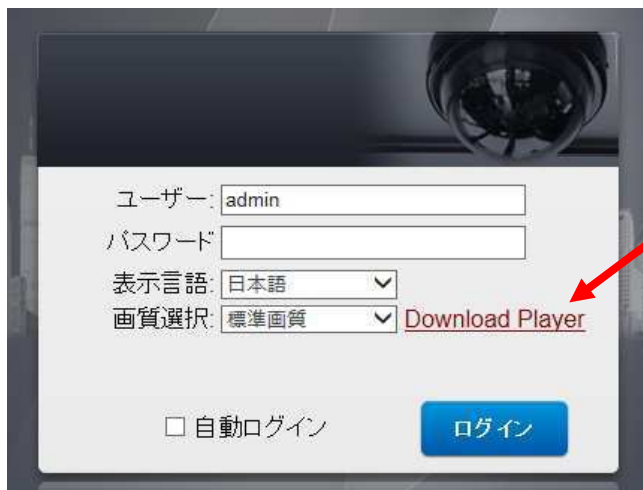 ユーザー: admin
パスワード
表示言語: 日本語
画質選択: 標準画質 Download Player
自動ログイン ログイン